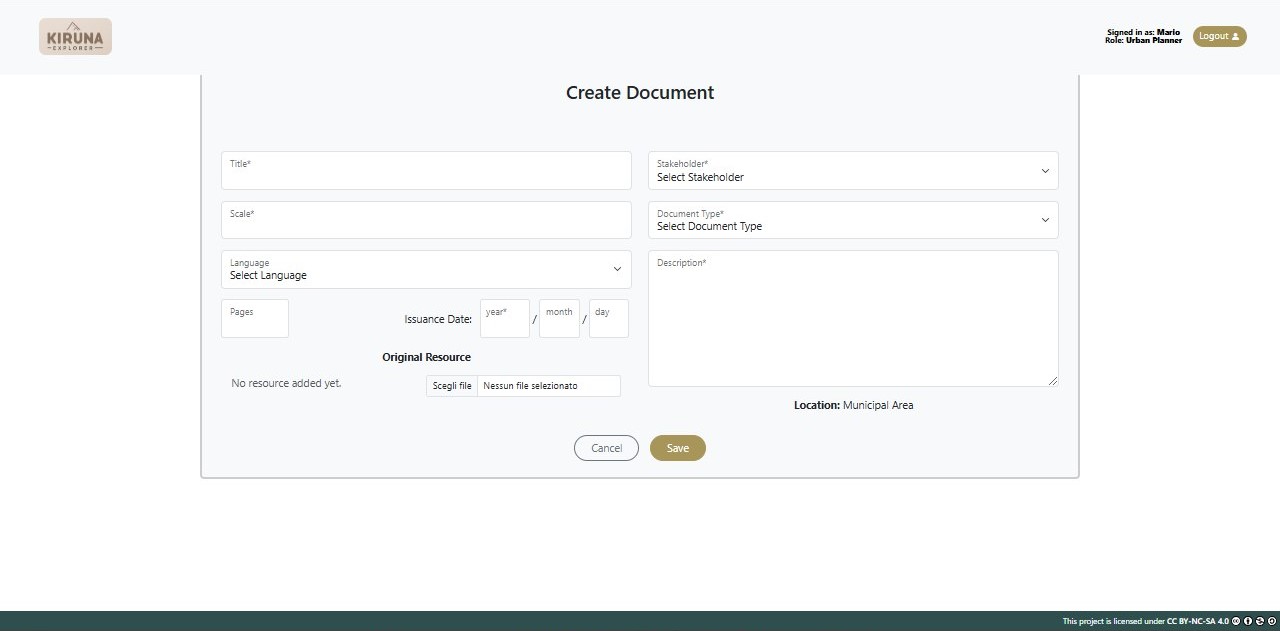 KIRUNA
EXPLORER
Signed in as: Mario
Role: Urban Planner
Logout
Create Document
Title*
Stakeholder*
Select Stakeholder
Scale*
Document Type*
Select Document Type
Language
Select Language
Description*
Pages
Issuance Date:
year*
/
month
/
day
Original Resource
No resource added yet.
Scegli file
Nessun file selezionato
Location: Municipal Area
Cancel
Save
This project is licensed under CC BY-NC-SA 4.0